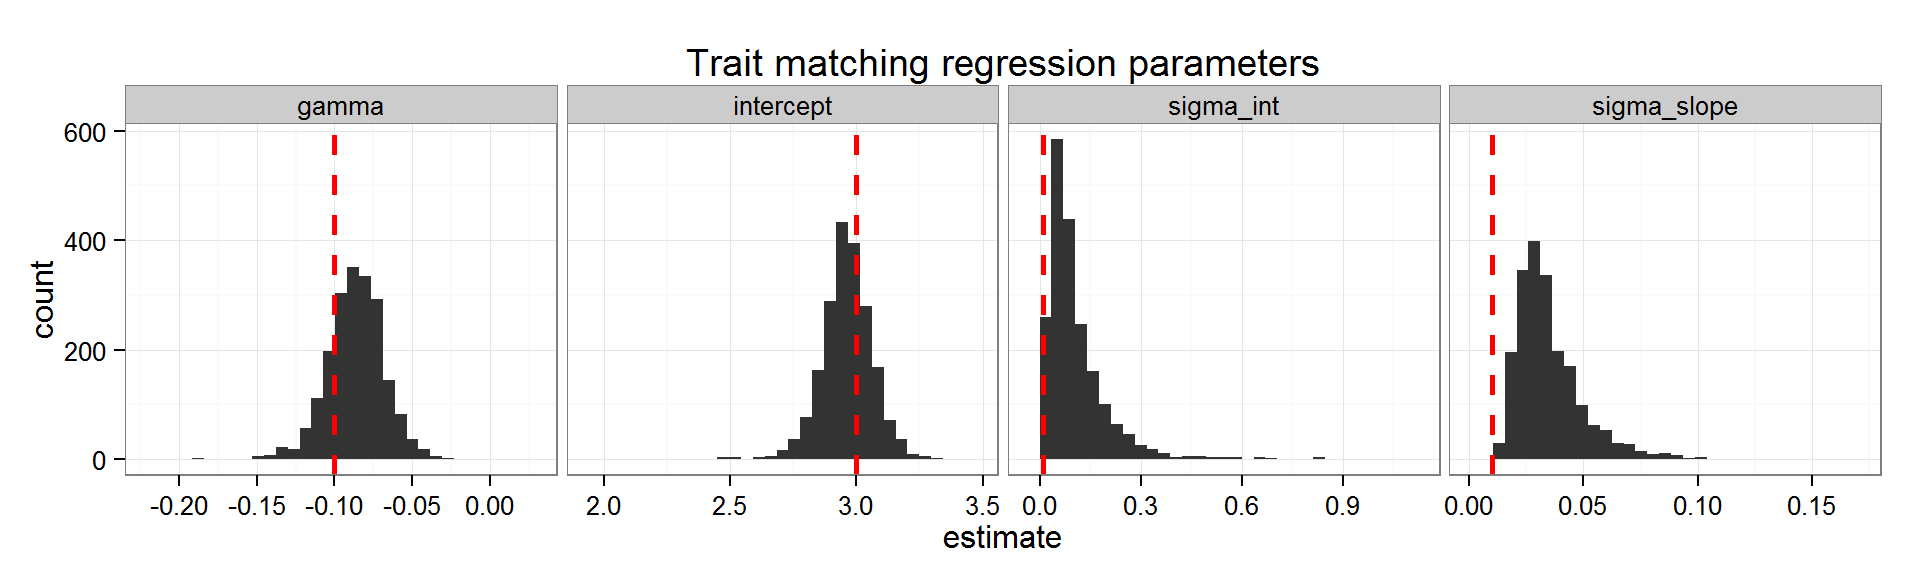 Trait matching regression parameters
gamma intercept sigma_int sigma_slope
600
400
200
0
count
-0.20 -0.15 -0.10 -0.05 0.00 2.0 2.5 3.0 3.5 0.0 0.3 0.6 0.9 0.00 0.05 0.10 0.15
estimate